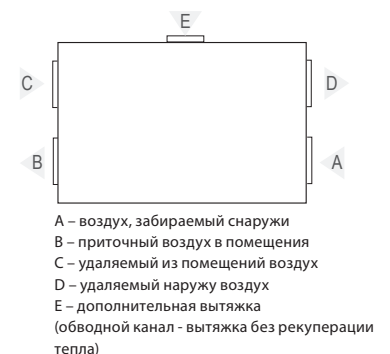 E
C
D
B
A
A – воздух, забираемый снаружи
B – приточный воздух в помещения
C – удаляемый из помещений воздух
D – удаляемый наружу воздух
E – дополнительная вытяжка
(обводной канал - вытяжка без рекуперации
тепла)